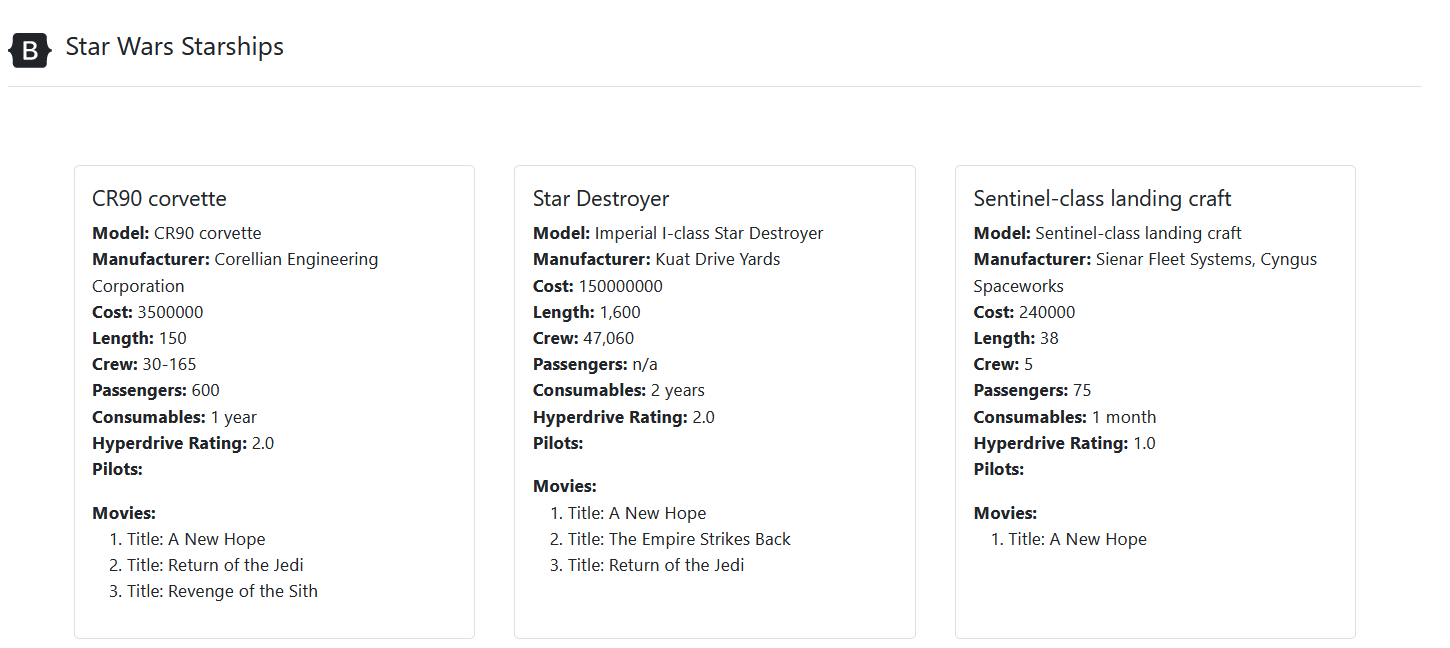 B Star Wars Starships
CR90 corvette
Model: CR90 corvette
Manufacturer: Corellian Engineering
Corporation
Cost: 3500000
Length: 150
Crew: 30-165
Passengers: 600
Consumables: 1 year
Hyperdrive Rating: 2.0
Pilots:
Movies:
1. Title: A New Hope
2. Title: Return of the Jedi
3. Title: Revenge of the Sith
Star Destroyer
Model: Imperial I-class Star Destroyer
Manufacturer: Kuat Drive Yards
Cost: 150000000
Length: 1,600
Crew: 47,060
Passengers: n/a
Consumables: 2 years
Hyperdrive Rating: 2.0
Pilots:
Movies:
1. Title: A New Hope
2. Title: The Empire Strikes Back
3. Title: Return of the Jedi
Sentinel-class landing craft
Model: Sentinel-class landing craft
Manufacturer: Sienar Fleet Systems, Cyngus
Spaceworks
Cost: 240000
Length: 38
Crew: 5
Passengers: 75
Consumables: 1 month
Hyperdrive Rating: 1.0
Pilots:
Movies:
1. Title: A New Hope